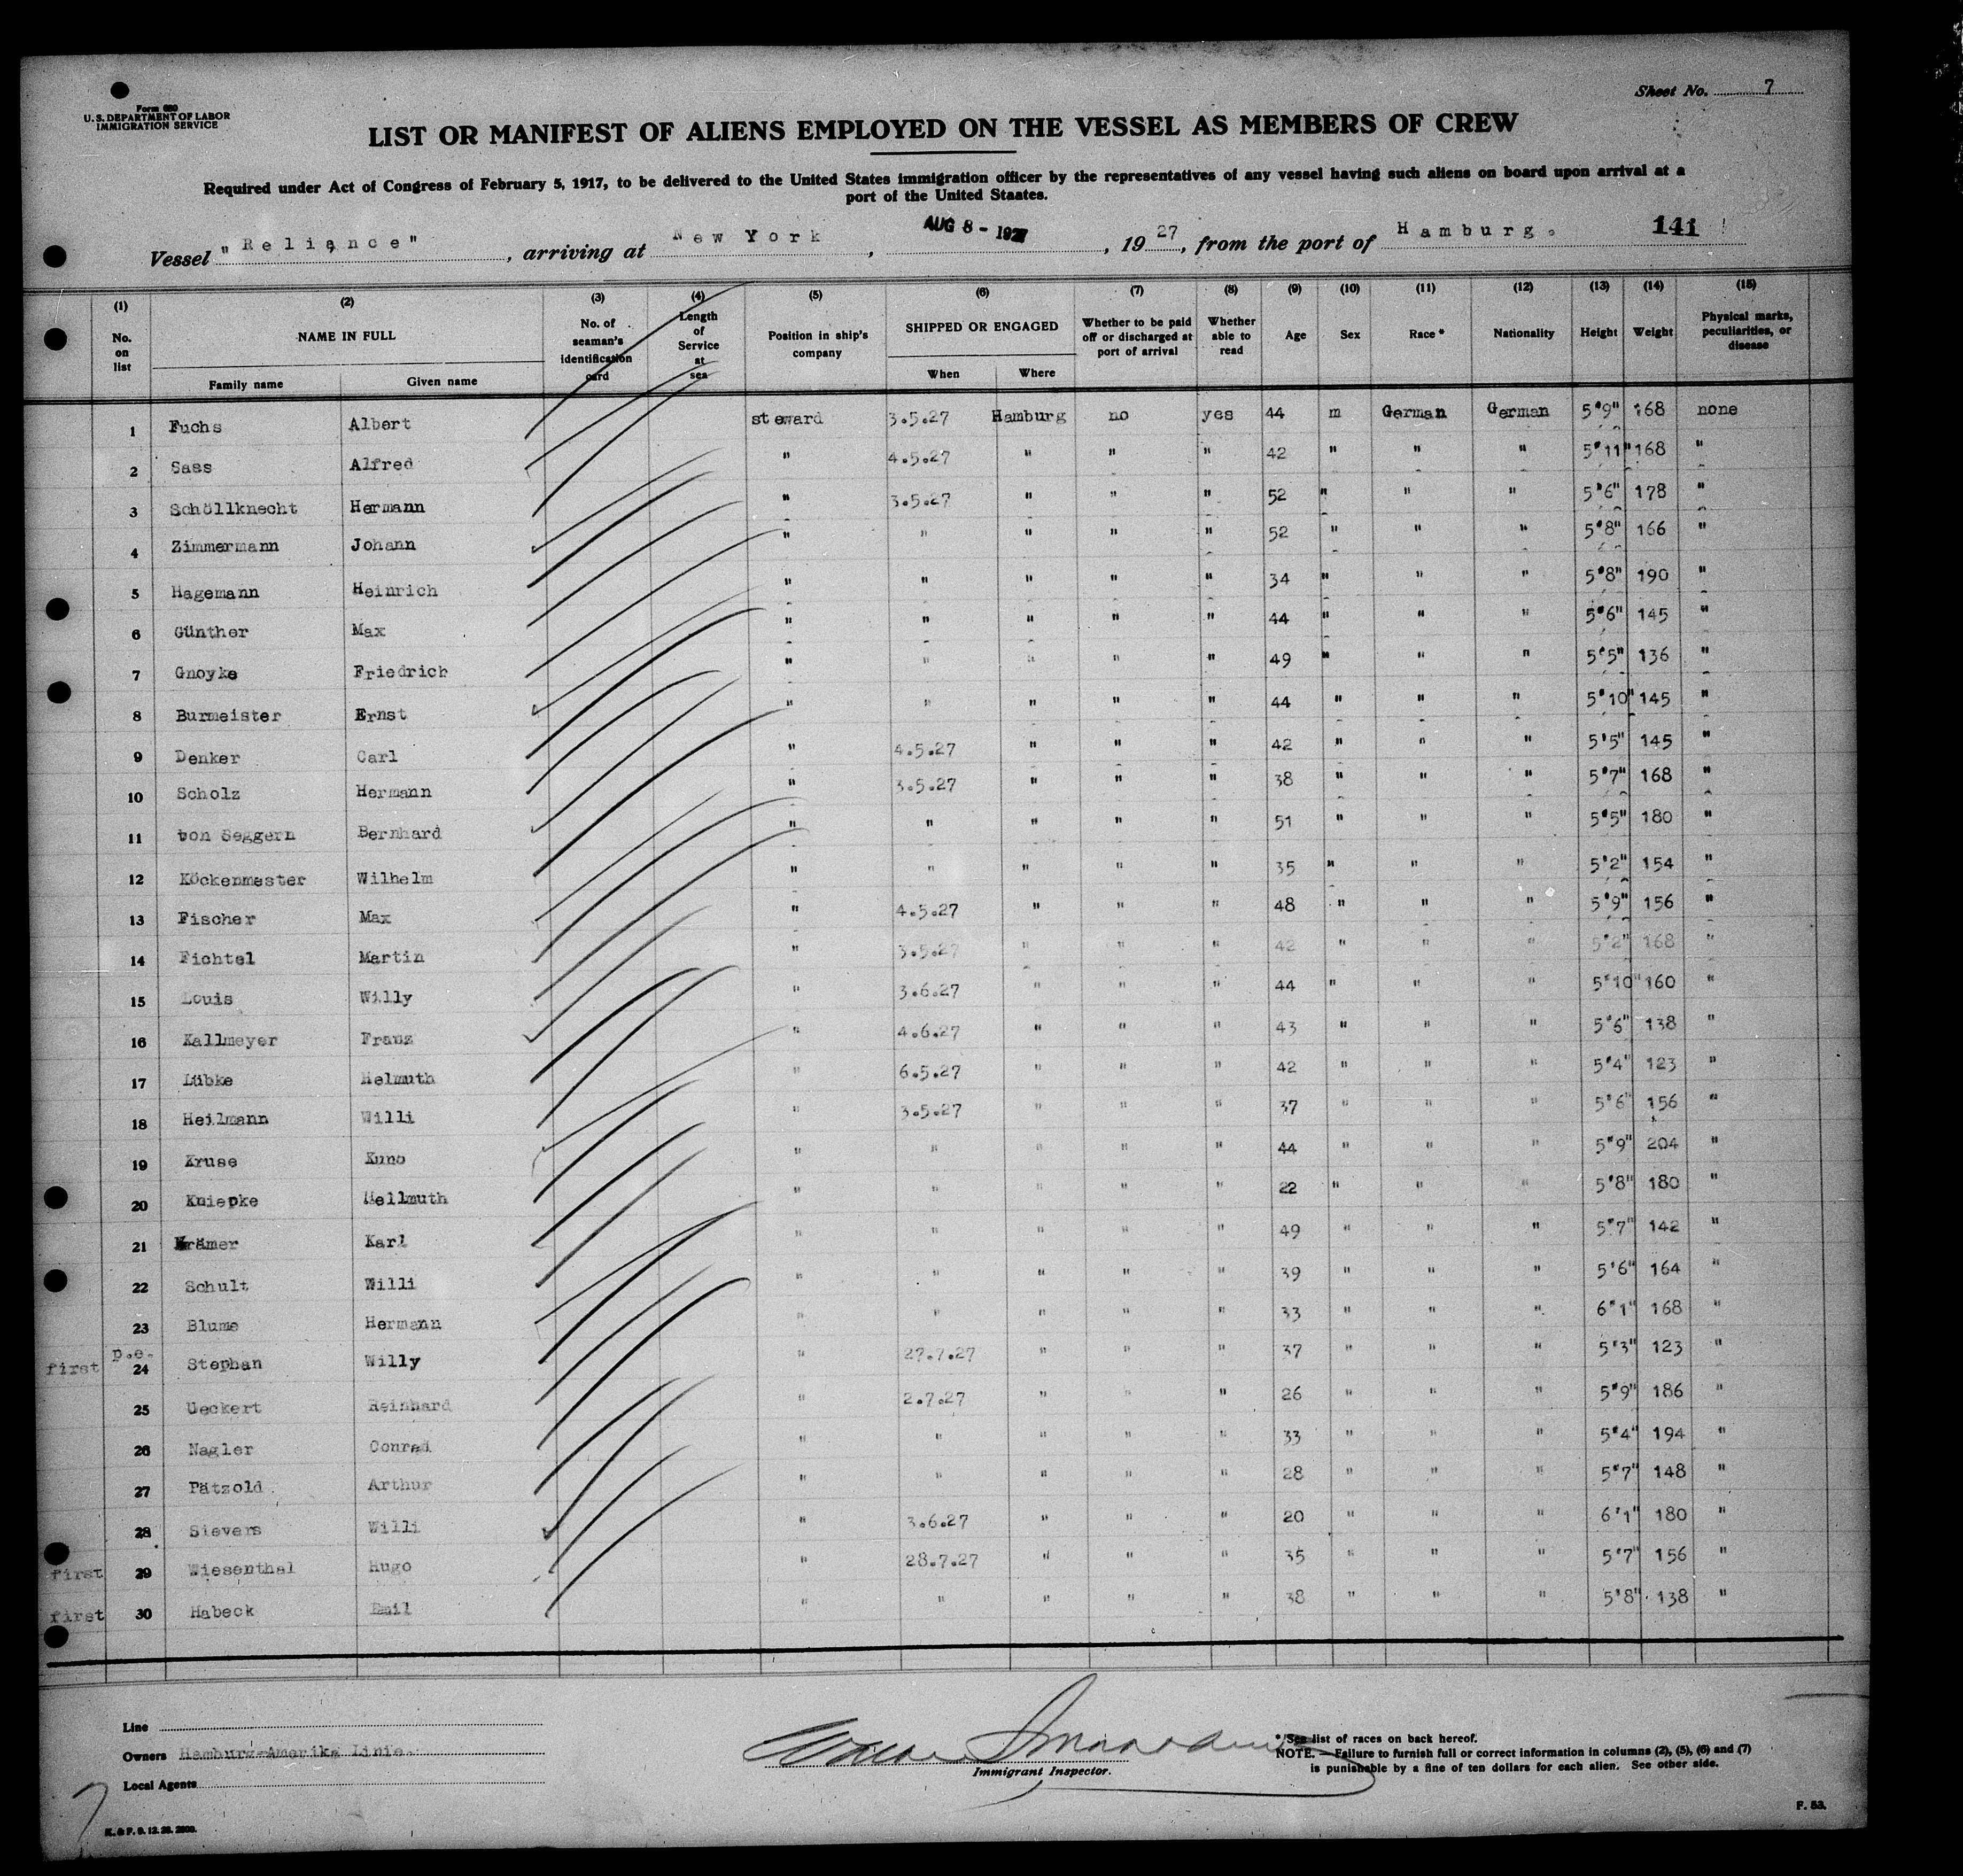 Form 680
U. S. DEPARTMENT OF LABOR
IMMIGRATION SERVICE
Sheet No. 7
LIST OR MANIFEST OF ALIENS EMPLOYED ON THE VESSEL AS MEMBERS OF CREW
Required under Act of Congress of February 5, 1917, to be delivered to the United States immigration officer by the representatives of any vessel having such aliens on board upon arrival at a
port of the United Staates.
Vessel "Reliance", arriving at New York, AUG 8 - 1927, 1927, from the port of Hamburg. 141
(1) (2) (3) (4) (5) (6) (7) (8) (9) (10) (11) (12) (13) (14) (15)
No. on list NAME IN FULL Family name Given name No. of seaman's identification card Length of Service at sea Position in ship's company SHIPPED OR ENGAGED When Where Whether to be paid off or discharged at port of arrival Whether able to read Age Sex Race * Nationality Height Weight Physical marks, peculiarities, or disease
1 Fuchs Albert steward 3.5.27 Hamburg no yes 44 m German German 5'9" 168 none
2 Sass Alfred " 4.5.27 " " " 42 " " " 5'11" 168 "
3 Schöllknecht Hermann " 3.5.27 " " " 52 " " " 5'6" 178 "
4 Zimmermann Johann " " " " " 52 " " " 5'8" 166 "
5 Hagemann Heinrich " " " " " 34 " " " 5'8" 190 "
6 Günther Max " " " " " 44 " " " 5'6" 145 "
7 Gnoyke Friedrich " " " " " 49 " " " 5'5" 136 "
8 Burmeister Ernst " " " " " 44 " " " 5'10" 145 "
9 Denker Carl " 4.5.27 " " " 42 " " " 5'5" 145 "
10 Scholz Hermann " 3.5.27 " " " 38 " " " 5'7" 168 "
11 von Seggern Bernhard " " " " " 51 " " " 5'5" 180 "
12 Köckenmester Wilhelm " " " " " 35 " " " 5'2" 154 "
13 Fischer Max " 4.5.27 " " " 48 " " " 5'9" 156 "
14 Fichtel Martin " 3.5.27 " " " 42 " " " 5'2" 168 "
15 Louis Willy " 3.6.27 " " " 44 " " " 5'10" 160 "
16 Kallmeyer Franz " 4.6.27 " " " 43 " " " 5'6" 138 "
17 Lübke Helmuth " 6.5.27 " " " 42 " " " 5'4" 123 "
18 Heilmann Willi " 3.5.27 " " " 37 " " " 5'6" 156 "
19 Kruse Kuno " " " " " 44 " " " 5'9" 204 "
20 Kniepke Hellmuth " " " " " 22 " " " 5'8" 180 "
21 Krämer Karl " " " " " 49 " " " 5'7" 142 "
22 Schult Willi " " " " " 39 " " " 5'6" 164 "
23 Blume Hermann " " " " " 33 " " " 6'1" 168 "
first p.e. 24 Stephan Willy " 27.7.27 " " " 37 " " " 5'3" 123 "
25 Ueckert Reinhard " 2.7.27 " " " 26 " " " 5'9" 186 "
26 Nagler Conrad " " " " " 33 " " " 5'4" 194 "
27 Pätzold Arthur " " " " " 28 " " " 5'7" 148 "
28 Sievers Willi " 3.6.27 " " " 20 " " " 6'1" 180 "
first 29 Wiesenthal Hugo " 28.7.27 " " " 35 " " " 5'7" 156 "
first 30 Habeck Emil " " " " " 38 " " " 5'8" 138 "
Line
Owners Hamburg-Amerika Linie.
Local Agents
Immigrant Inspector.
* See list of races on back hereof.
NOTE. — Failure to furnish full or correct information in columns (2), (5), (6) and (7)
is punishable by a fine of ten dollars for each alien. See other side.
F. 53.